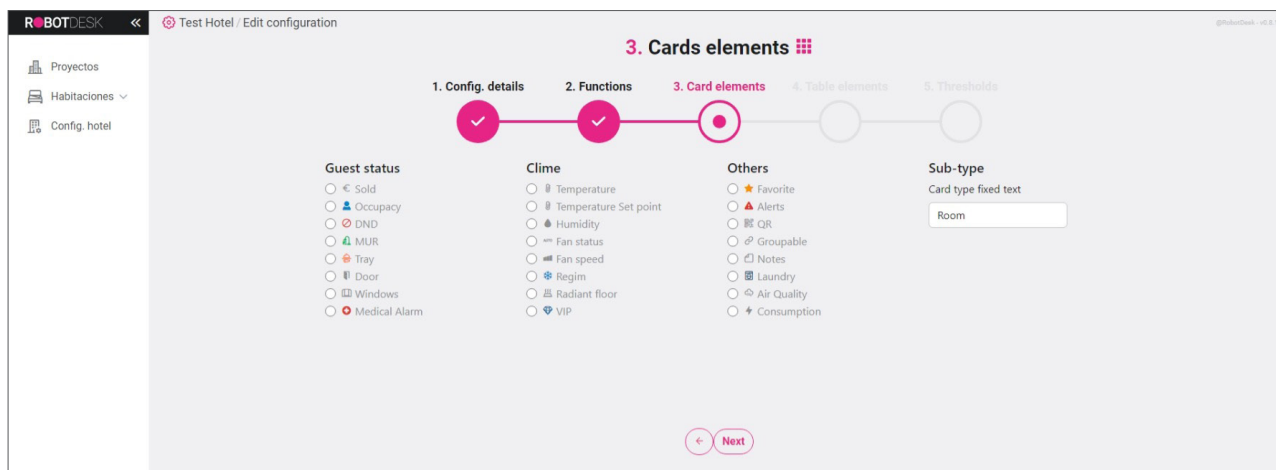 ROBOTDESK «
Test Hotel / Edit configuration
@RobotDesk - v0.8.
Proyectos
Habitaciones
Config. hotel
3. Cards elements
1. Config. details
2. Functions
3. Card elements
4. Table elements
5. Thresholds
Guest status
€ Sold
Occupacy
DND
MUR
Tray
Door
Windows
Medical Alarm
Clime
Temperature
Temperature Set point
Humidity
Fan status
Fan speed
Regim
Radiant floor
VIP
Others
Favorite
Alerts
QR
Groupable
Notes
Laundry
Air Quality
Consumption
Sub-type
Card type fixed text
Room
← Next